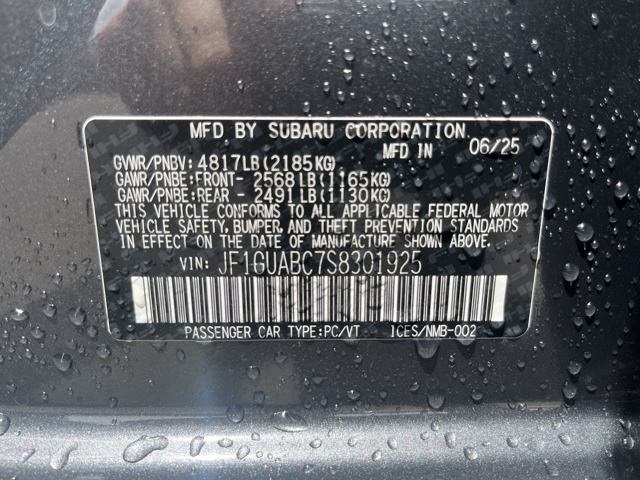 MFD BY SUBARU CORPORATION
MFD IN 06/25
GVWR/PNBV: 4817LB(2185KG)
GAWR/PNBE:FRONT- 2568LB(1165KG)
GAWR/PNBE:REAR - 2491LB(1130KG)
THIS VEHICLE CONFORMS TO ALL APPLICABLE FEDERAL MOTOR
VEHICLE SAFETY, BUMPER, AND THEFT PREVENTION STANDARDS
IN EFFECT ON THE DATE OF MANUFACTURE SHOWN ABOVE.
VIN: JF1GUABC7S8301925
PASSENGER CAR TYPE:PC/VT ICES/NMB-002